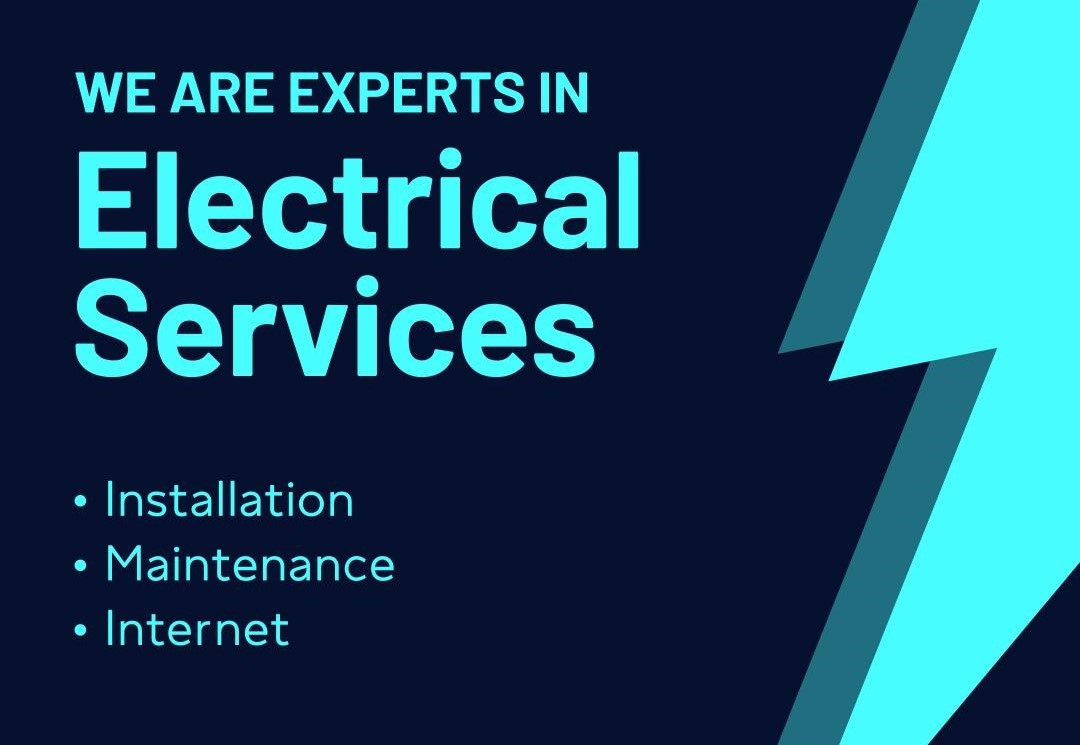 WE ARE EXPERTS IN
Electrical
Services
• Installation
• Maintenance
• Internet